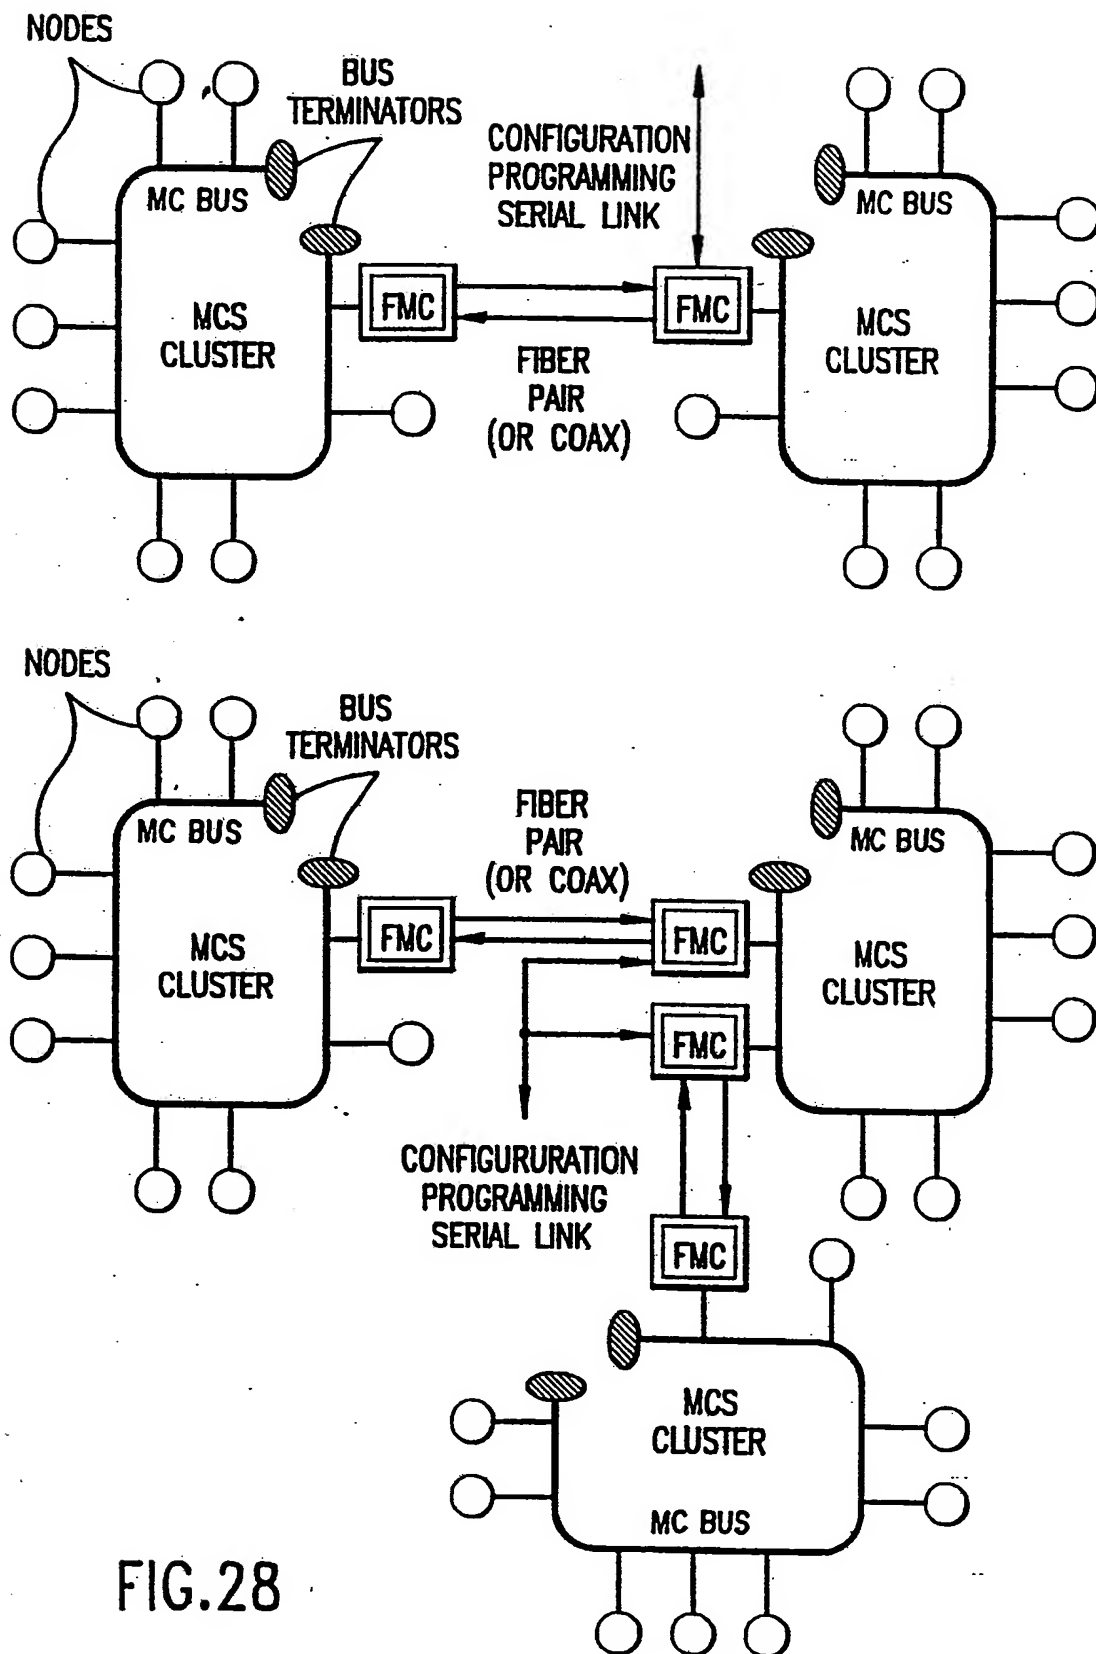 NODES
BUS
TERMINATORS
CONFIGURATION
PROGRAMMING
SERIAL LINK
MC BUS
MC BUS
MCS
CLUSTER
FMC
FMC
MCS
CLUSTER
FIBER
PAIR
(OR COAX)
NODES
BUS
TERMINATORS
FIBER
PAIR
(OR COAX)
MC BUS
MC BUS
MCS
CLUSTER
FMC
FMC
MCS
CLUSTER
FMC
CONFIGURURATION
PROGRAMMING
SERIAL LINK
FMC
MCS
CLUSTER
MC BUS
FIG.28